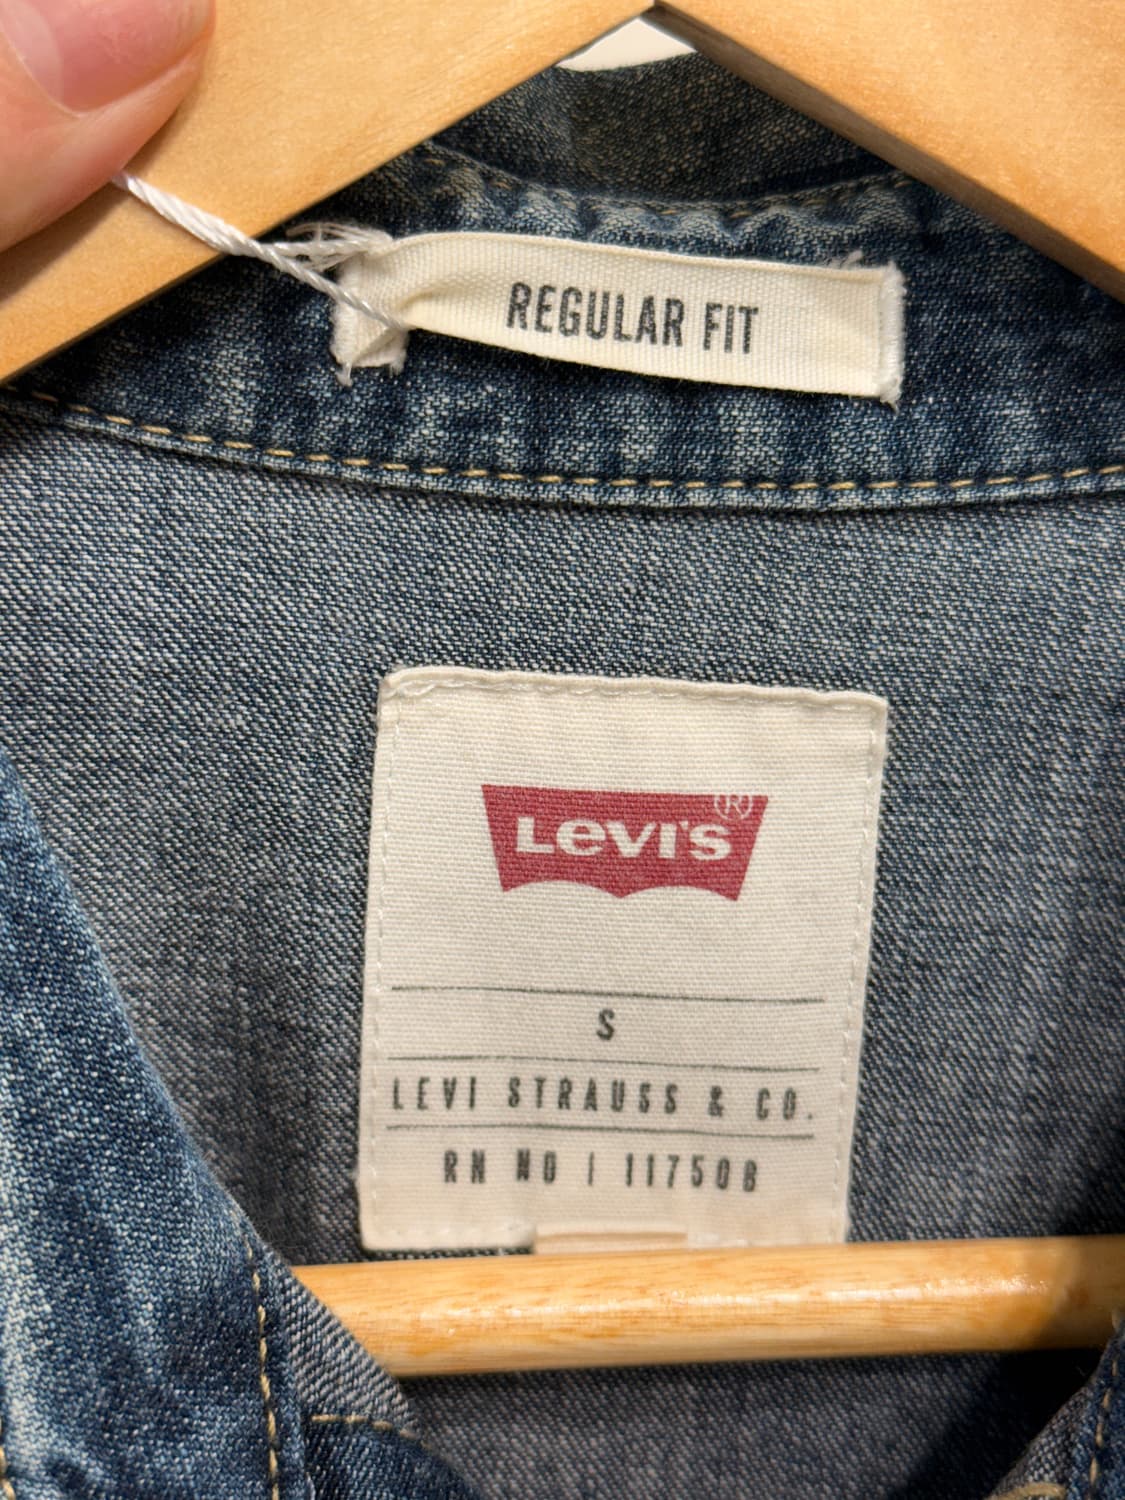 REGULAR FIT
LEVI'S®
S
LEVI STRAUSS & CO.
RN NO | 117508